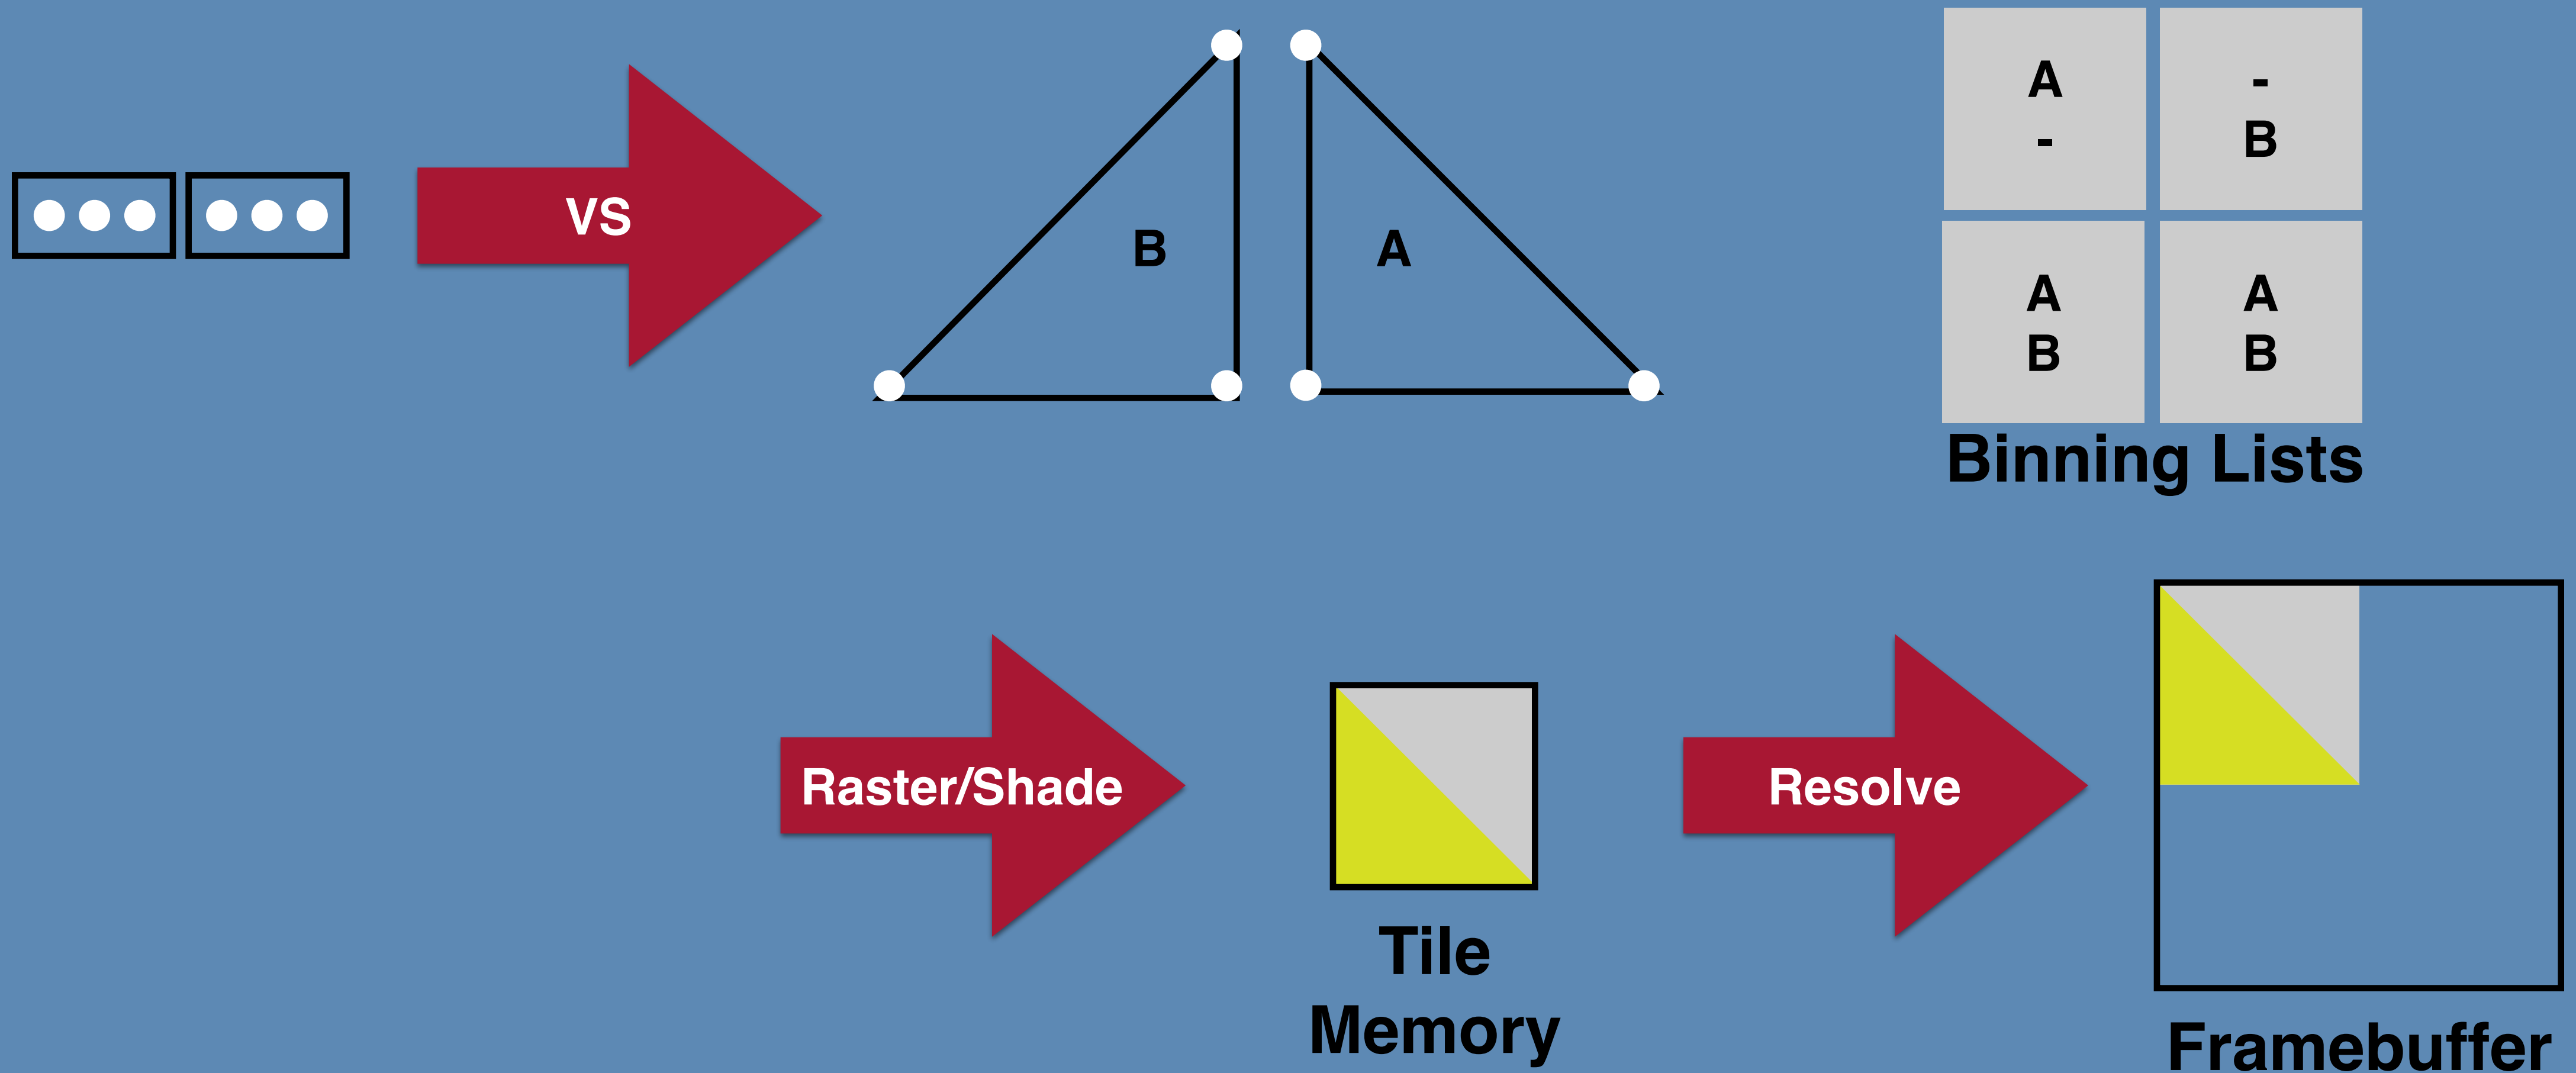 VS
B
A
A
-
-
B
A
B
A
B
Binning Lists
Raster/Shade
Tile
Memory
Resolve
Framebuffer